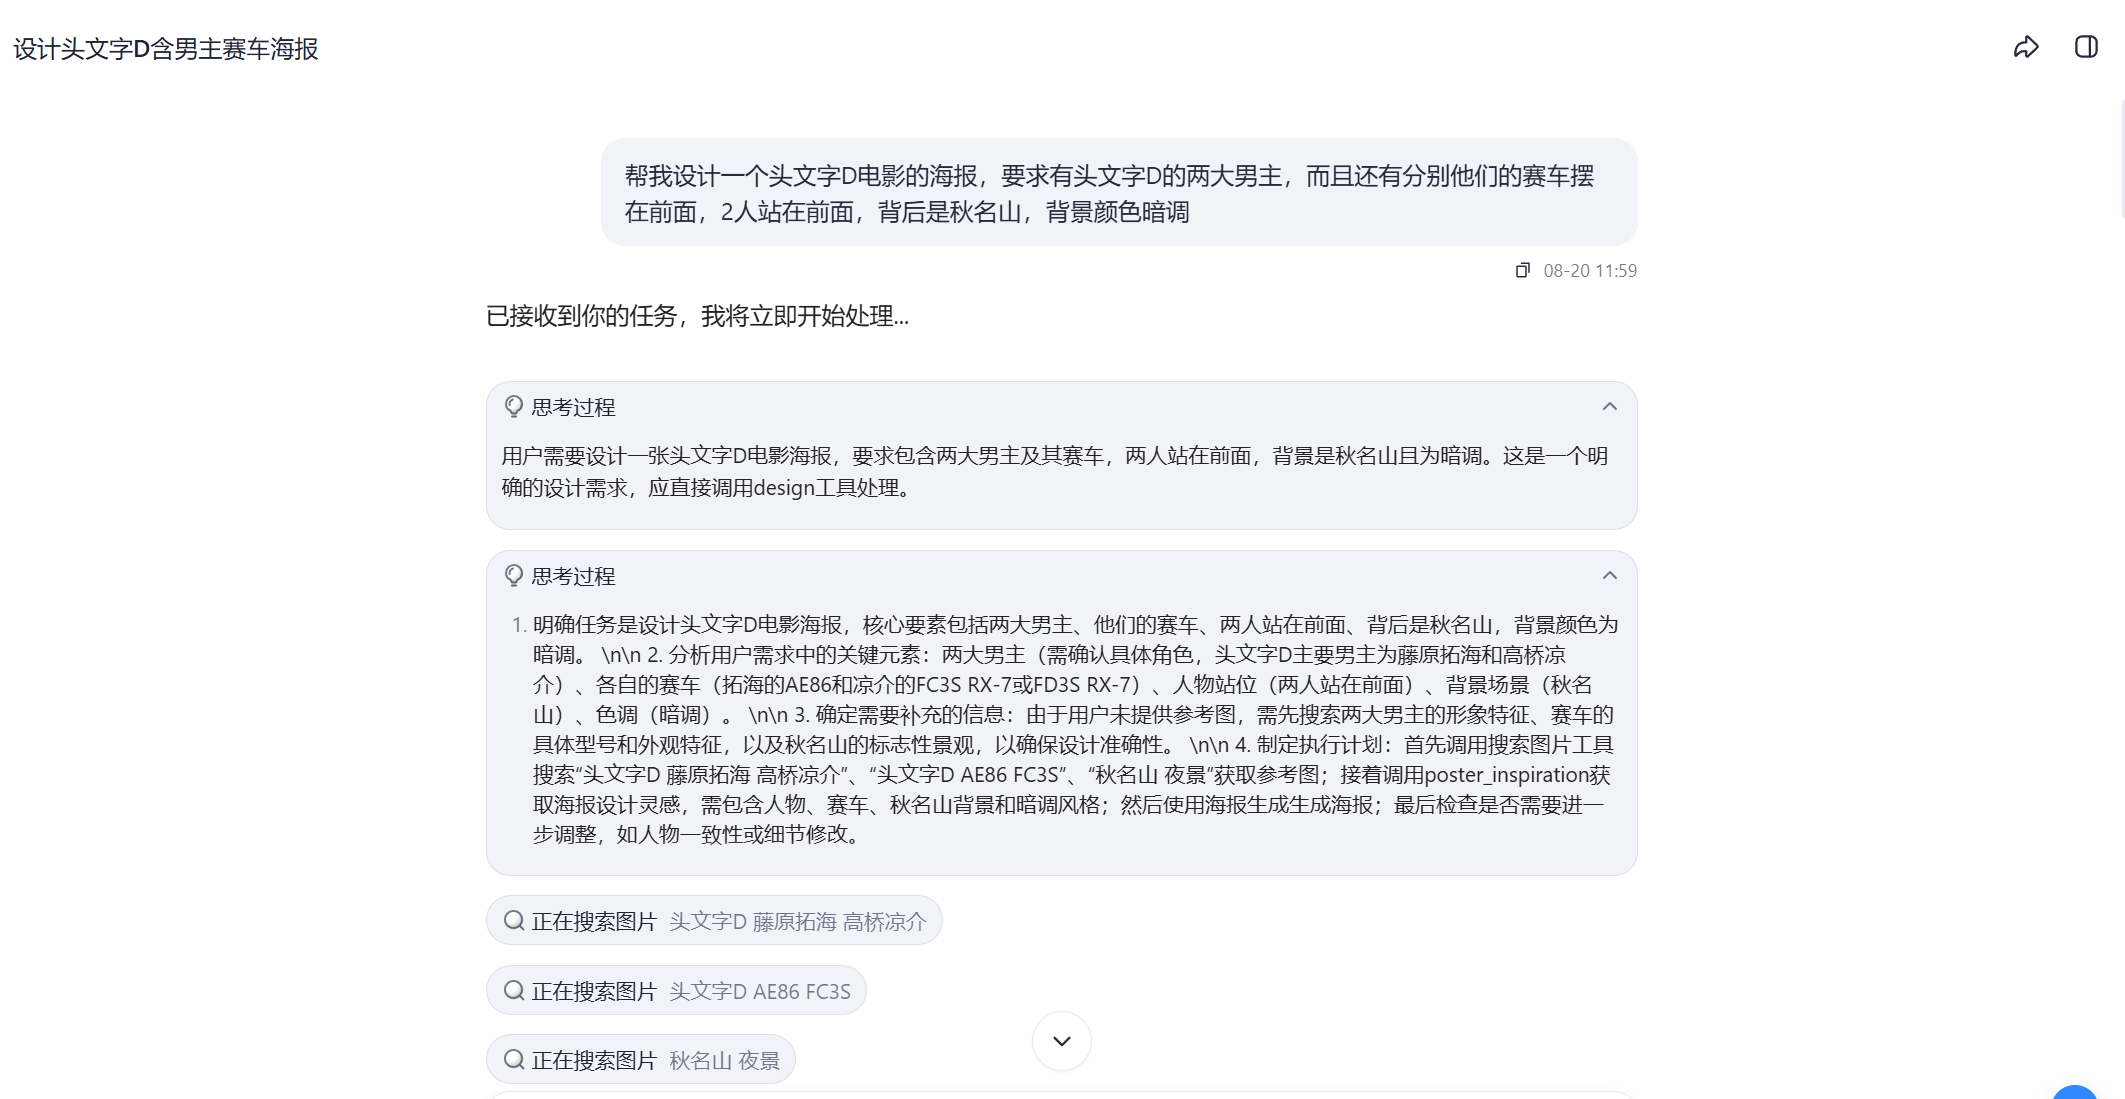 设计头文字D含男主赛车海报
帮我设计一个头文字D电影的海报，要求有头文字D的两大男主，而且还有分别他们的赛车摆
在前面，2人站在前面，背后是秋名山，背景颜色暗调
08-20 11:59
已接收到你的任务，我将立即开始处理...
思考过程
用户需要设计一张头文字D电影海报，要求包含两大男主及其赛车，两人站在前面，背景是秋名山且为暗调。这是一个明
确的设计需求，应直接调用design工具处理。
思考过程
1. 明确任务是设计头文字D电影海报，核心要素包括两大男主、他们的赛车、两人站在前面、背后是秋名山，背景颜色为
暗调。 \n\n 2. 分析用户需求中的关键元素：两大男主（需确认具体角色，头文字D主要男主为藤原拓海和高桥凉
介）、各自的赛车（拓海的AE86和凉介的FC3S RX-7或FD3S RX-7）、人物站位（两人站在前面）、背景场景（秋名
山）、色调（暗调）。 \n\n 3. 确定需要补充的信息：由于用户未提供参考图，需先搜索两大男主的形象特征、赛车的
具体型号和外观特征，以及秋名山的标志性景观，以确保设计准确性。 \n\n 4. 制定执行计划：首先调用搜索图片工具
搜索“头文字D 藤原拓海 高桥凉介”、“头文字D AE86 FC3S”、“秋名山 夜景”获取参考图；接着调用poster_inspiration获
取海报设计灵感，需包含人物、赛车、秋名山背景和暗调风格；然后使用海报生成生成海报；最后检查是否需要进一
步调整，如人物一致性或细节修改。
正在搜索图片 头文字D 藤原拓海 高桥凉介
正在搜索图片 头文字D AE86 FC3S
正在搜索图片 秋名山 夜景